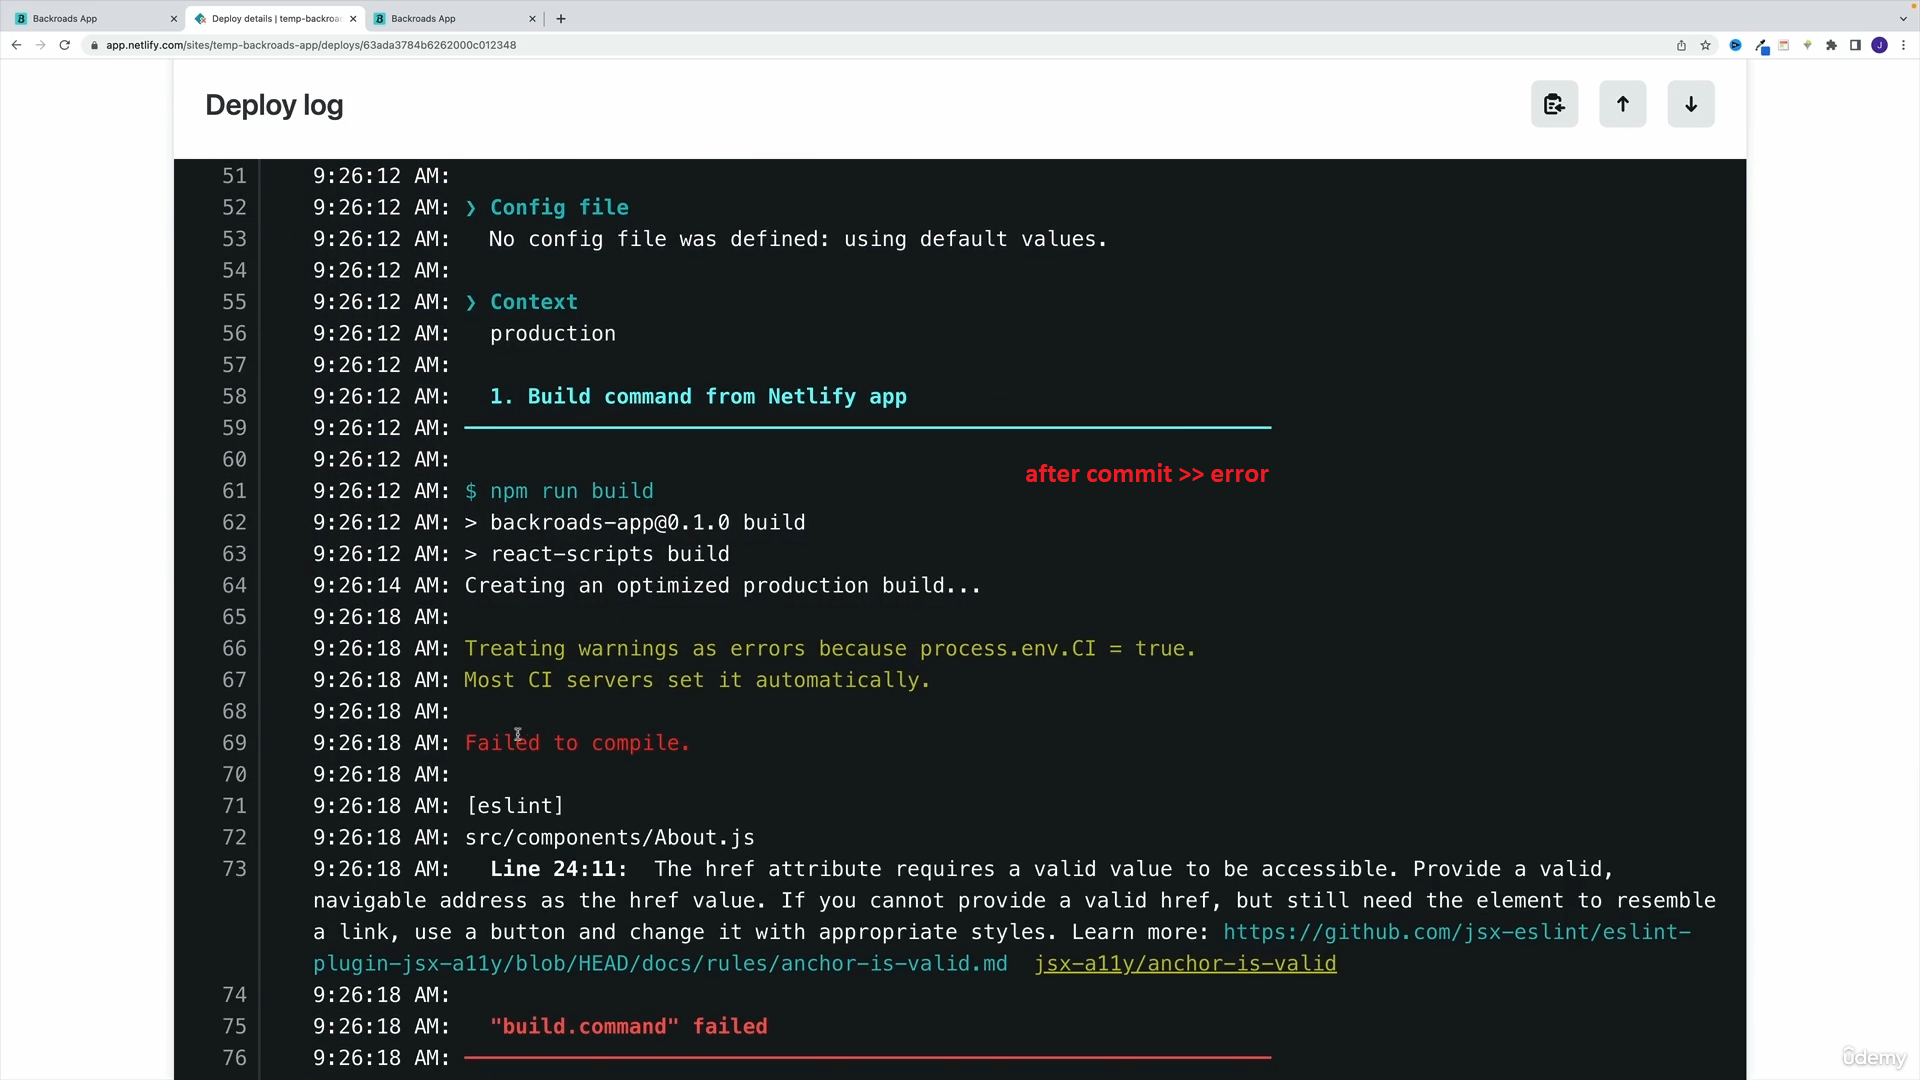 Backroads App
Deploy details | temp-backroa
Backroads App
app.netlify.com/sites/temp-backroads-app/deploys/63ada3784b6262000c012348
J
Deploy log
51 9:26:12 AM:
52 9:26:12 AM: ❯ Config file
53 9:26:12 AM: No config file was defined: using default values.
54 9:26:12 AM:
55 9:26:12 AM: ❯ Context
56 9:26:12 AM: production
57 9:26:12 AM:
58 9:26:12 AM: 1. Build command from Netlify app
59 9:26:12 AM:
60 9:26:12 AM:
after commit >> error
61 9:26:12 AM: $ npm run build
62 9:26:12 AM: > backroads-app@0.1.0 build
63 9:26:12 AM: > react-scripts build
64 9:26:14 AM: Creating an optimized production build...
65 9:26:18 AM:
66 9:26:18 AM: Treating warnings as errors because process.env.CI = true.
67 9:26:18 AM: Most CI servers set it automatically.
68 9:26:18 AM:
69 9:26:18 AM: Failed to compile.
70 9:26:18 AM:
71 9:26:18 AM: [eslint]
72 9:26:18 AM: src/components/About.js
73 9:26:18 AM: Line 24:11: The href attribute requires a valid value to be accessible. Provide a valid,
navigable address as the href value. If you cannot provide a valid href, but still need the element to resemble
a link, use a button and change it with appropriate styles. Learn more: https://github.com/jsx-eslint/eslint-
plugin-jsx-a11y/blob/HEAD/docs/rules/anchor-is-valid.md jsx-a11y/anchor-is-valid
74 9:26:18 AM:
75 9:26:18 AM: "build.command" failed
76 9:26:18 AM:
ûdemy